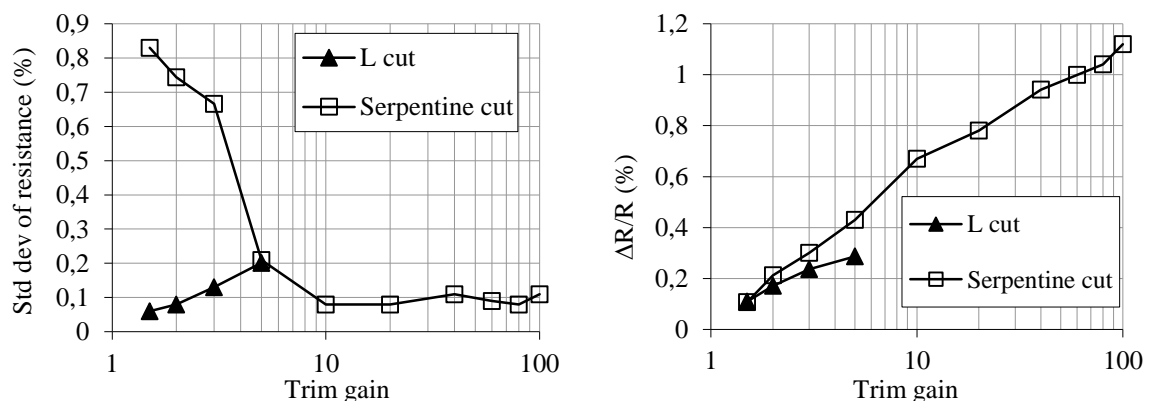 Std dev of resistance (%)
0,9
0,8
0,7
0,6
0,5
0,4
0,3
0,2
0,1
0
1
10
100
Trim gain
L cut
Serpentine cut
ΔR/R (%)
1,2
1
0,8
0,6
0,4
0,2
0
1
10
100
Trim gain
L cut
Serpentine cut